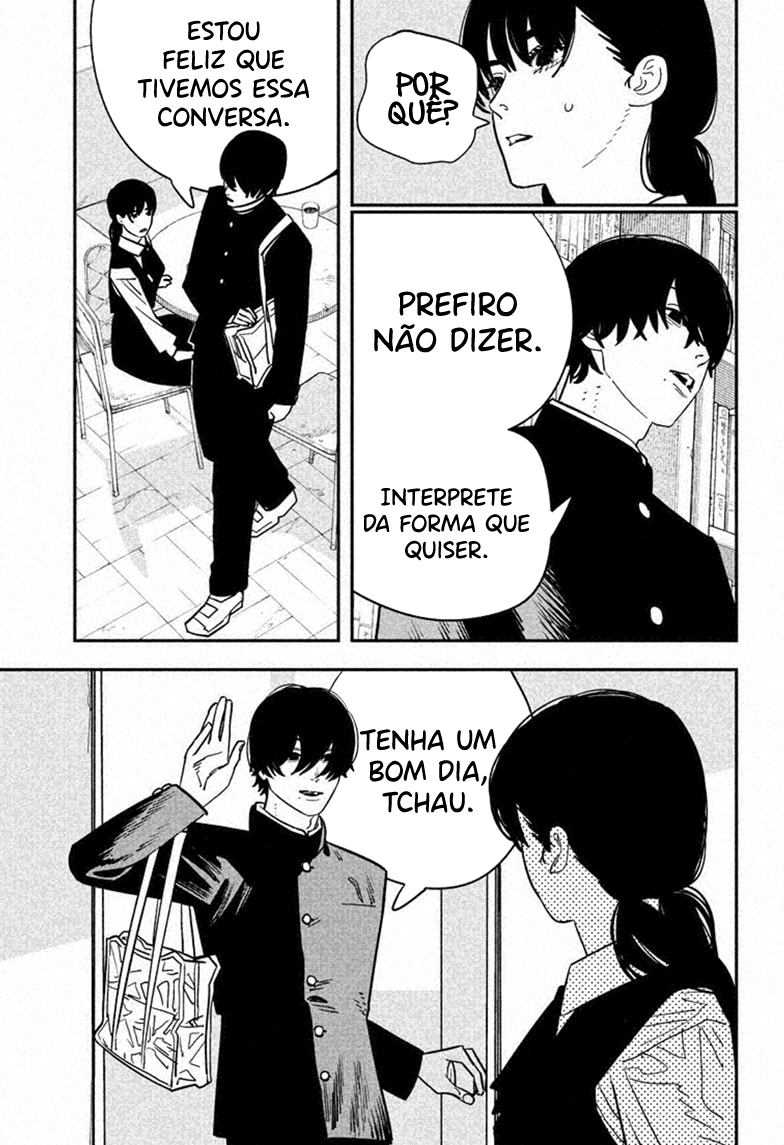 POR
QUÊ?
PREFIRO
NÃO DIZER.
INTERPRETE
DA FORMA QUE
QUISER.
ESTOU
FELIZ QUE
TIVEMOS ESSA
CONVERSA.
TENHA UM
BOM DIA,
TCHAU.